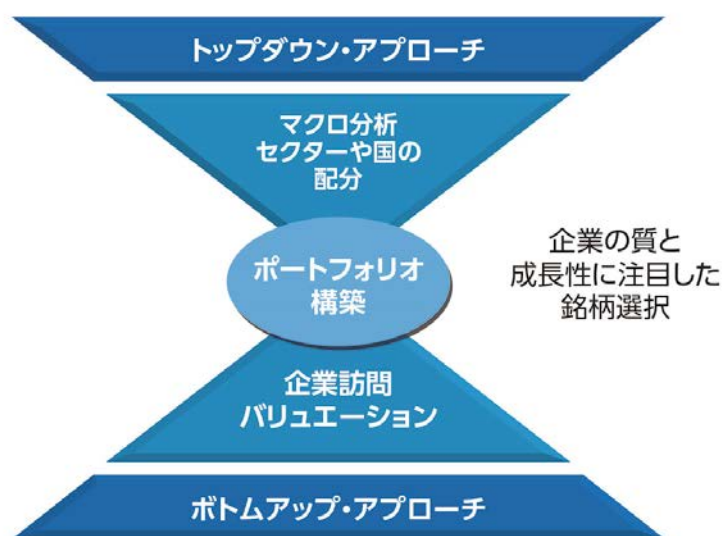 トップダウン・アプローチ
マクロ分析
セクターや国の
配分
ポートフォリオ
構築
企業の質と
成長性に注目した
銘柄選択
企業訪問
バリュエーション
ボトムアップ・アプローチ